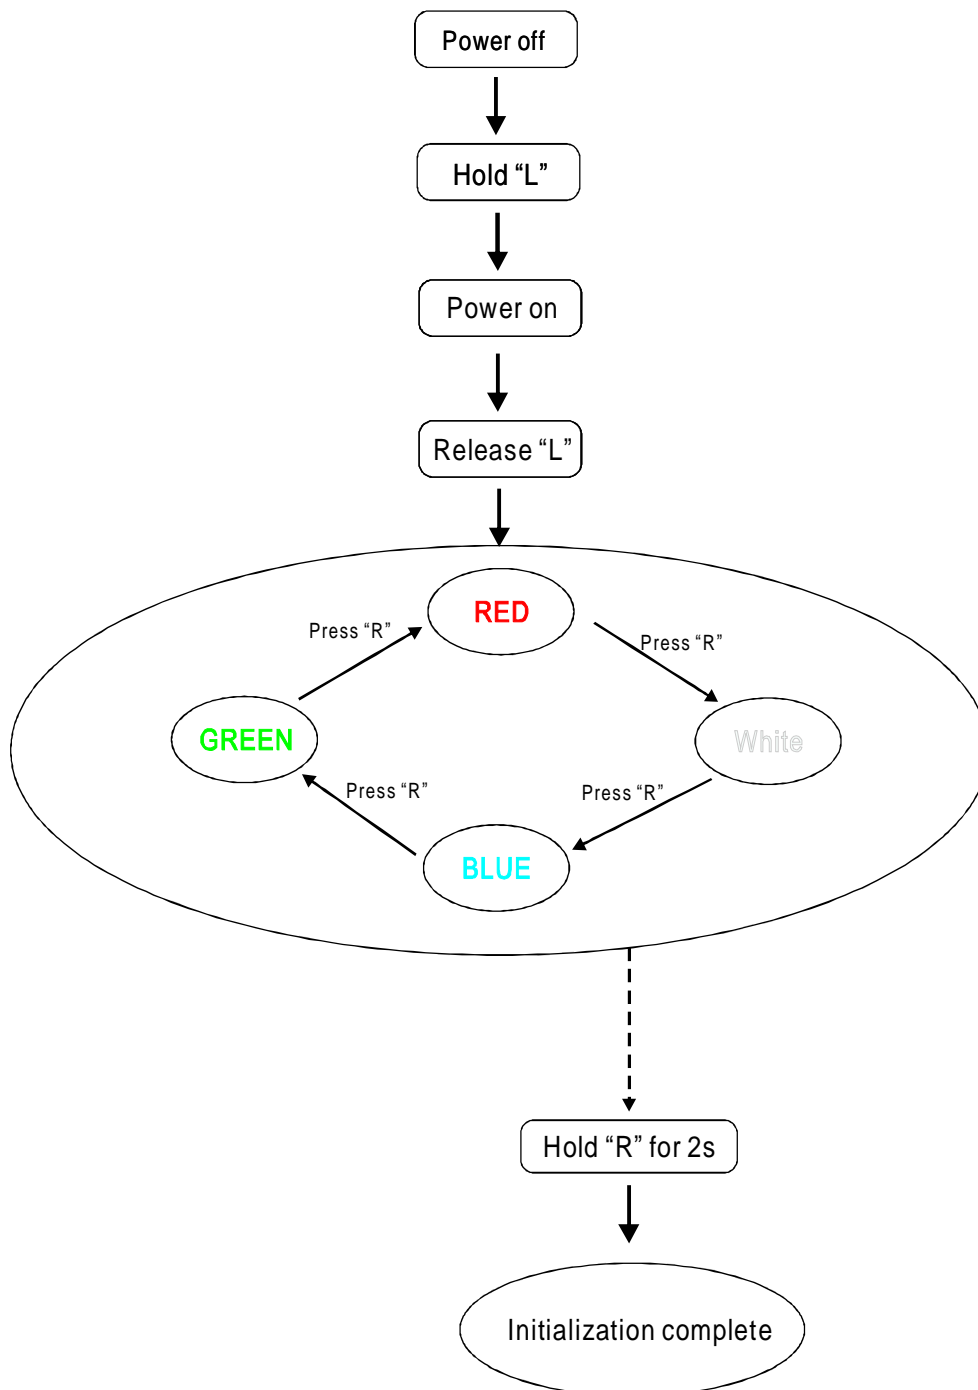 Power off
Hold “L”
Power on
Release “L”
RED
Press “R”
Press “R”
GREEN
White
Press “R”
Press “R”
BLUE
Hold “R” for 2s
Initialization complete